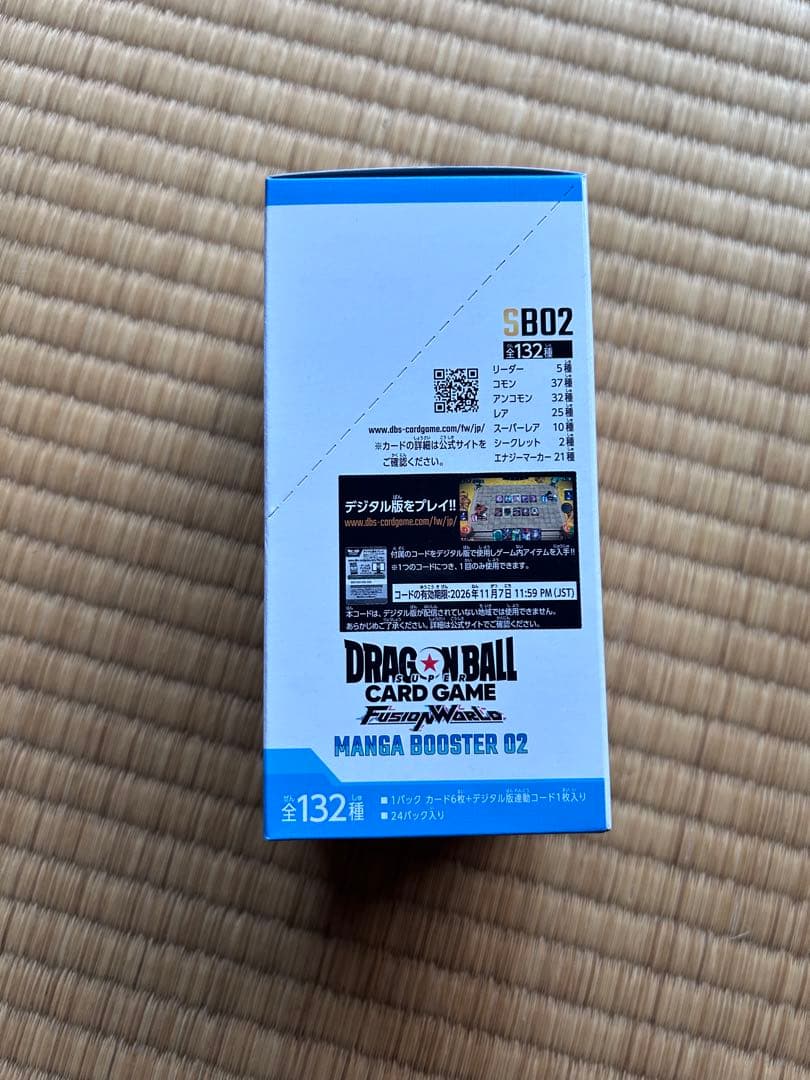 SB02
全132種
リーダー 5種
コモン 37種
アンコモン 32種
レア 25種
スーパーレア 10種
シークレット 2種
エナジーマーカー 21種
www.dbs-cardgame.com/fw/jp/
※カードの詳細は公式サイトを
ご確認ください。
デジタル版をプレイ!!
www.dbs-cardgame.com/fw/jp/
付属のコードをデジタル版で使用しゲーム内アイテムを入手!!
※1つのコードにつき、1回のみ使用できます。
コードの有効期限:2026年11月7日 11:59 PM (JST)
本コードは、デジタル版が配信されていない地域では使用できません。
あらかじめご了承ください。詳細は公式サイトでご確認ください。
DRAGON BALL
SUPER
CARD GAME
FUSION WORLD
MANGA BOOSTER 02
全132種
■ 1パック カード6枚+デジタル版連動コード1枚入り
■ 24パック入り